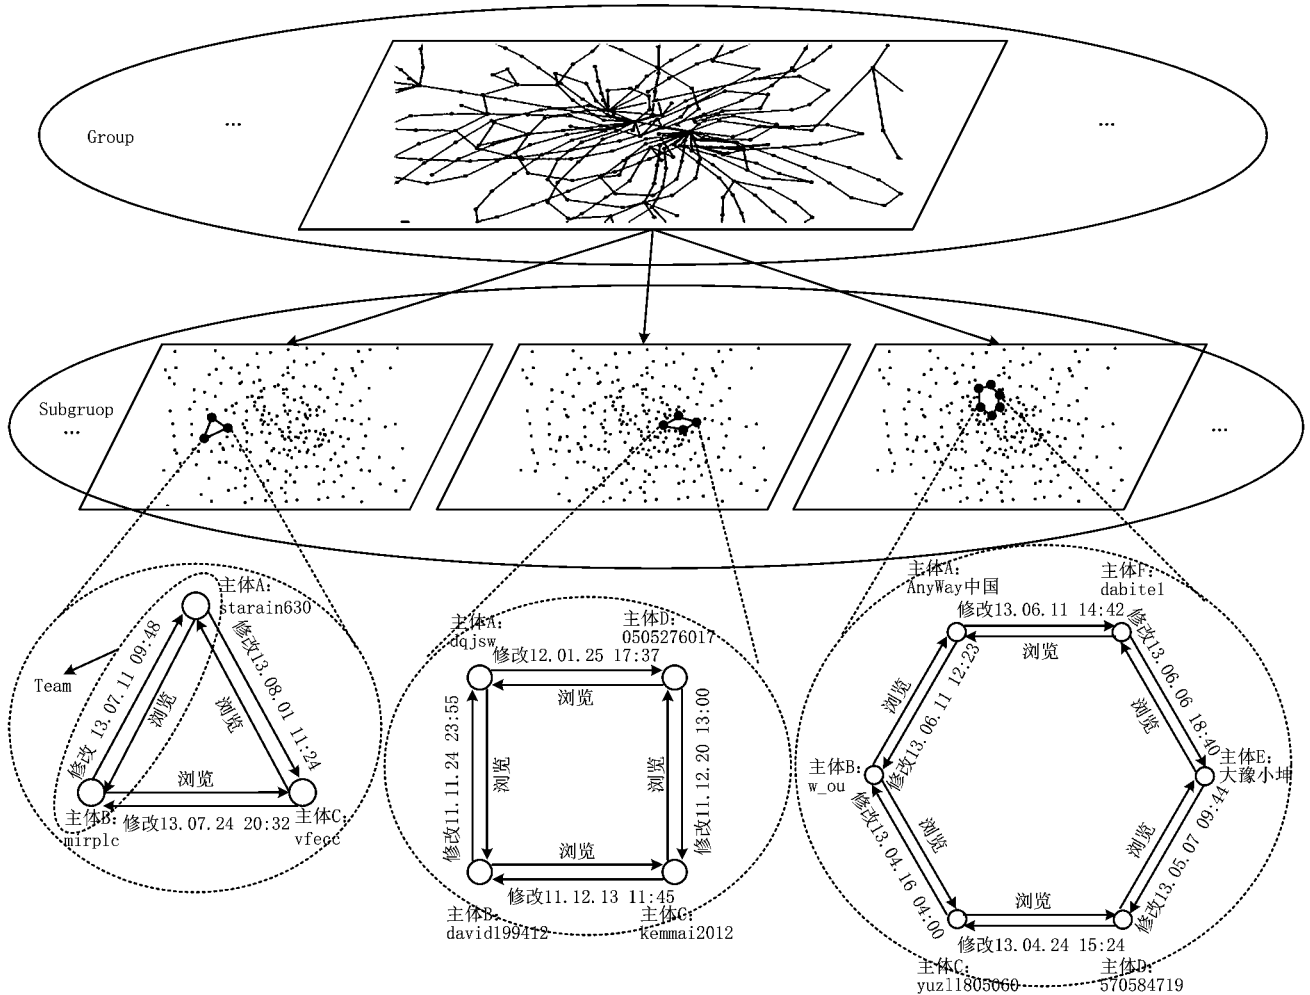 Group
...
...
Subgruop
...
...
Team
主体A：
starain630
修改 13.07.11 09:48
浏览
修改13.08.01 11:24
浏览
浏览
修改13.07.24 20:32
主体B：
mirplc
主体C：
vfecc
主体A：
dqjsw
主体D：
0505276017
修改12.01.25 17:37
浏览
修改11.11.24 23:55
浏览
浏览
修改11.12.20 13:00
浏览
修改11.12.13 11:45
主体B：
david199412
主体C：
kemmai2012
主体A：
AnyWay中国
主体F：
dabitel
修改13.06.11 14:42
浏览
浏览
修改13.06.11 12:23
修改13.06.06 18:40
浏览
主体B：
w_ou
主体E：
大豫小坤
修改13.04.16 04:00
浏览
浏览
修改13.05.07 09:44
浏览
修改13.04.24 15:24
主体C：
yuzl1805060
主体D：
570584719